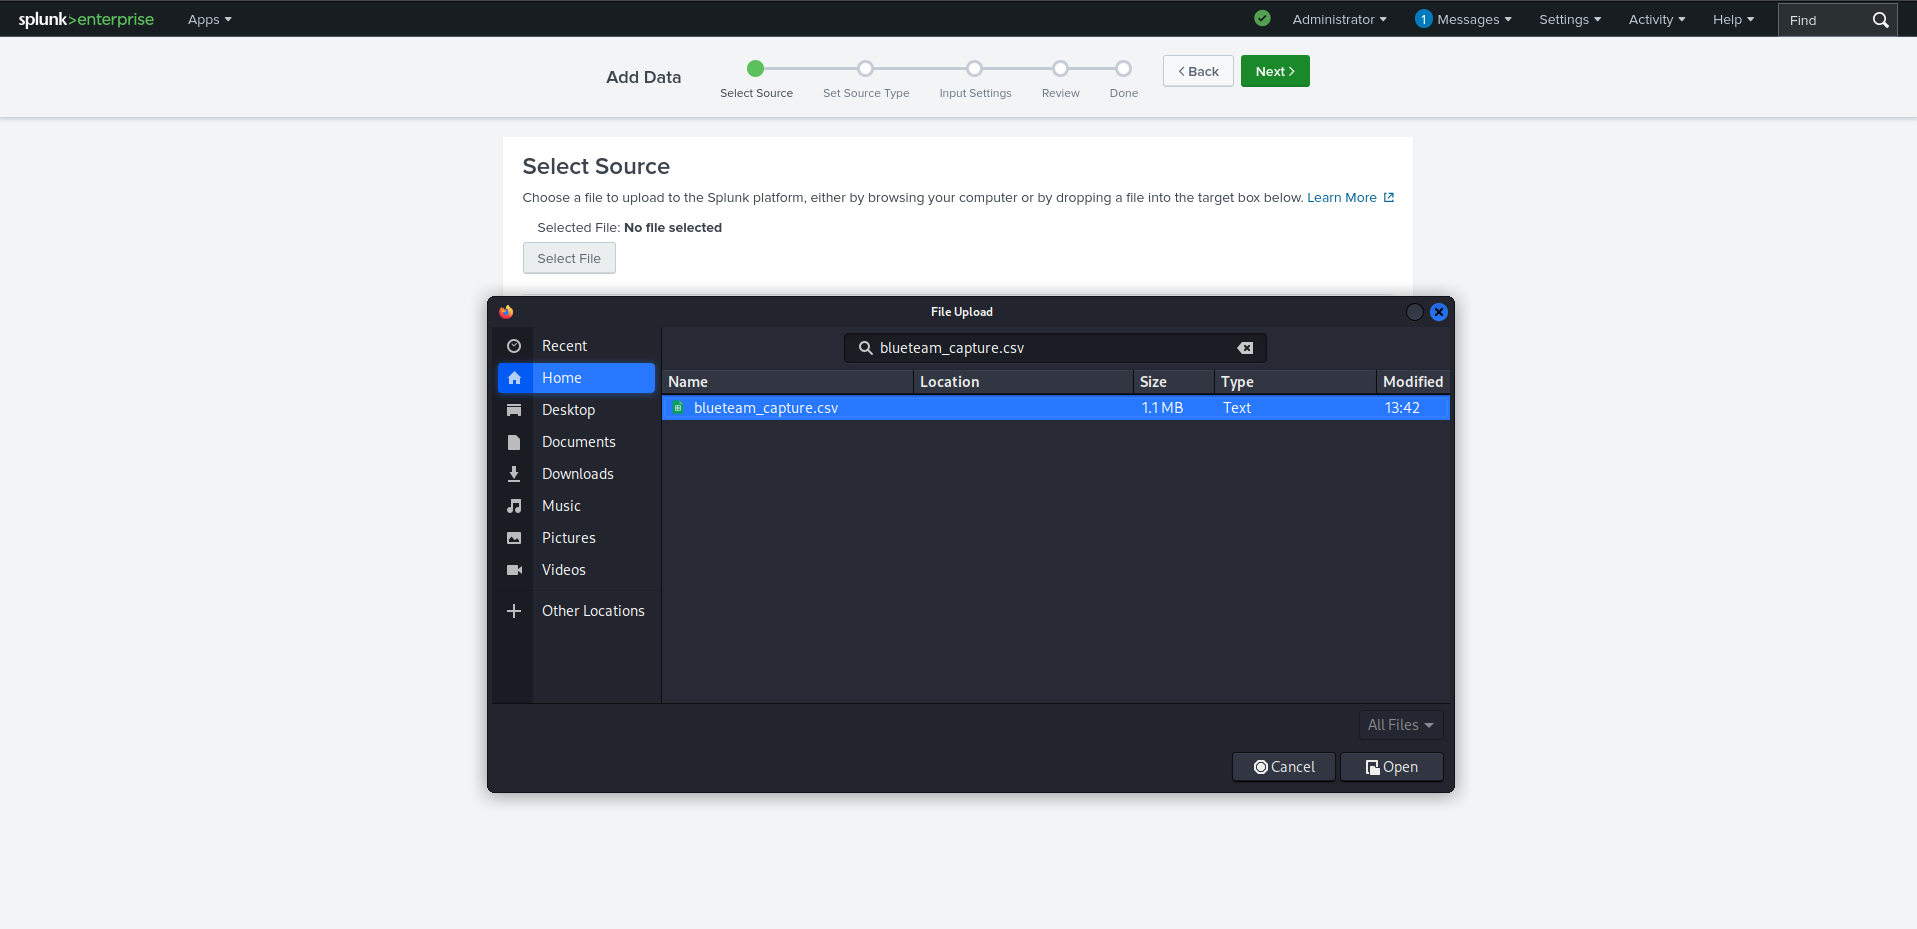 splunk>enterprise Apps Administrator 1 Messages Settings Activity Help Find
Add Data
Select Source Set Source Type Input Settings Review Done
Back Next
Select Source
Choose a file to upload to the Splunk platform, either by browsing your computer or by dropping a file into the target box below. Learn More
Selected File: No file selected
Select File
File Upload
blueteam_capture.csv
Recent
Home
Desktop
Documents
Downloads
Music
Pictures
Videos
Other Locations
Name Location Size Type Modified
blueteam_capture.csv 1.1 MB Text 13:42
All Files
Cancel Open